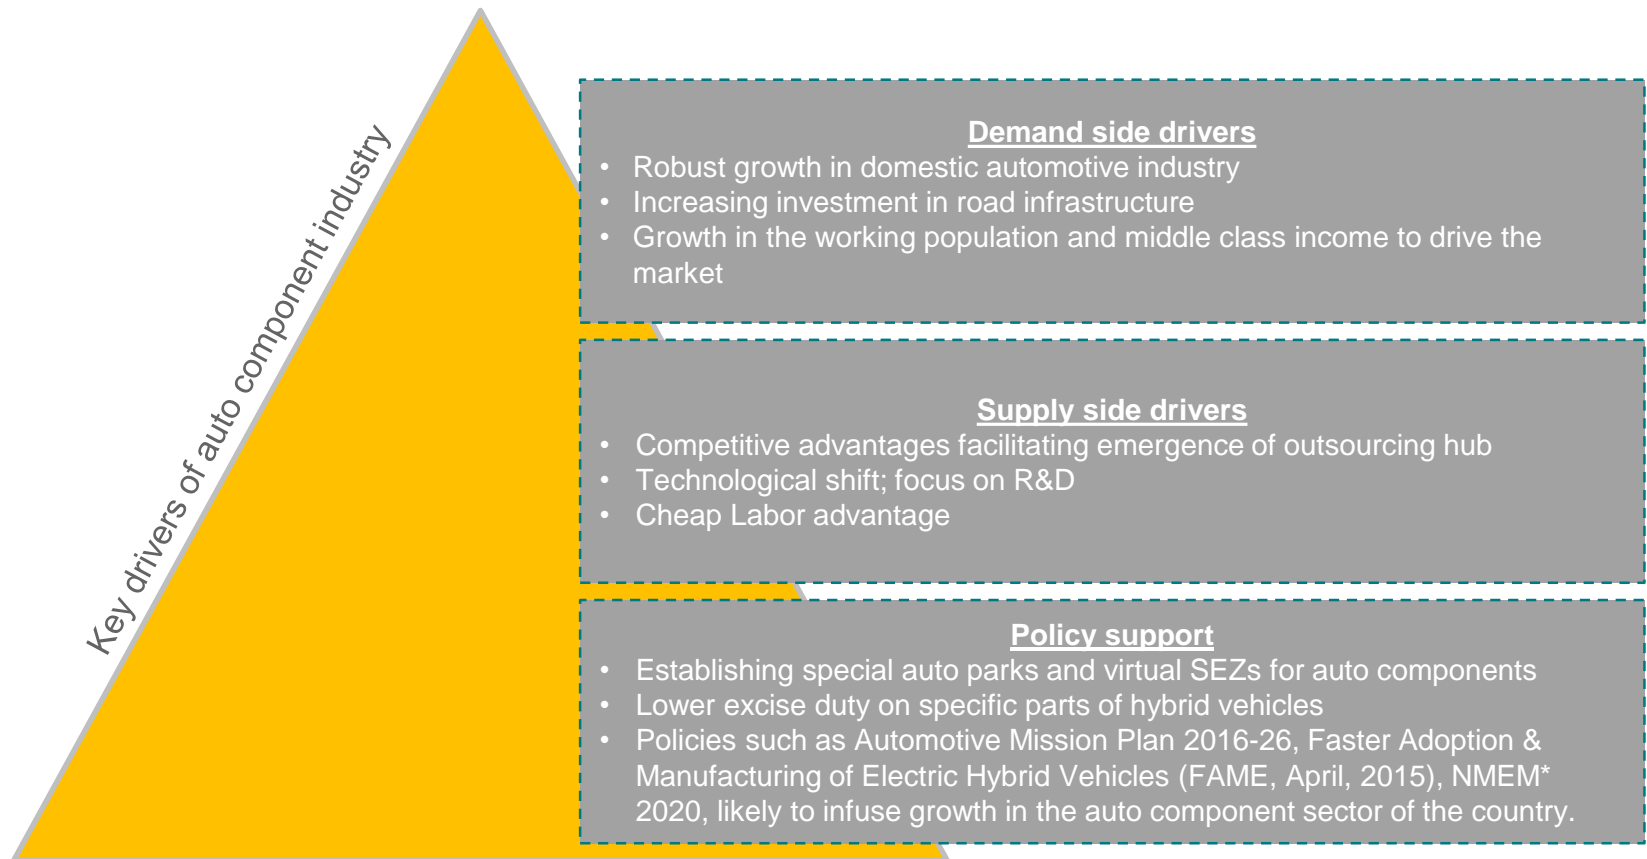 Key drivers of auto component industry
Demand side drivers
• Robust growth in domestic automotive industry
• Increasing investment in road infrastructure
• Growth in the working population and middle class income to drive the
market
Supply side drivers
• Competitive advantages facilitating emergence of outsourcing hub
• Technological shift; focus on R&D
• Cheap Labor advantage
Policy support
• Establishing special auto parks and virtual SEZs for auto components
• Lower excise duty on specific parts of hybrid vehicles
• Policies such as Automotive Mission Plan 2016-26, Faster Adoption &
Manufacturing of Electric Hybrid Vehicles (FAME, April, 2015), NMEM*
2020, likely to infuse growth in the auto component sector of the country.